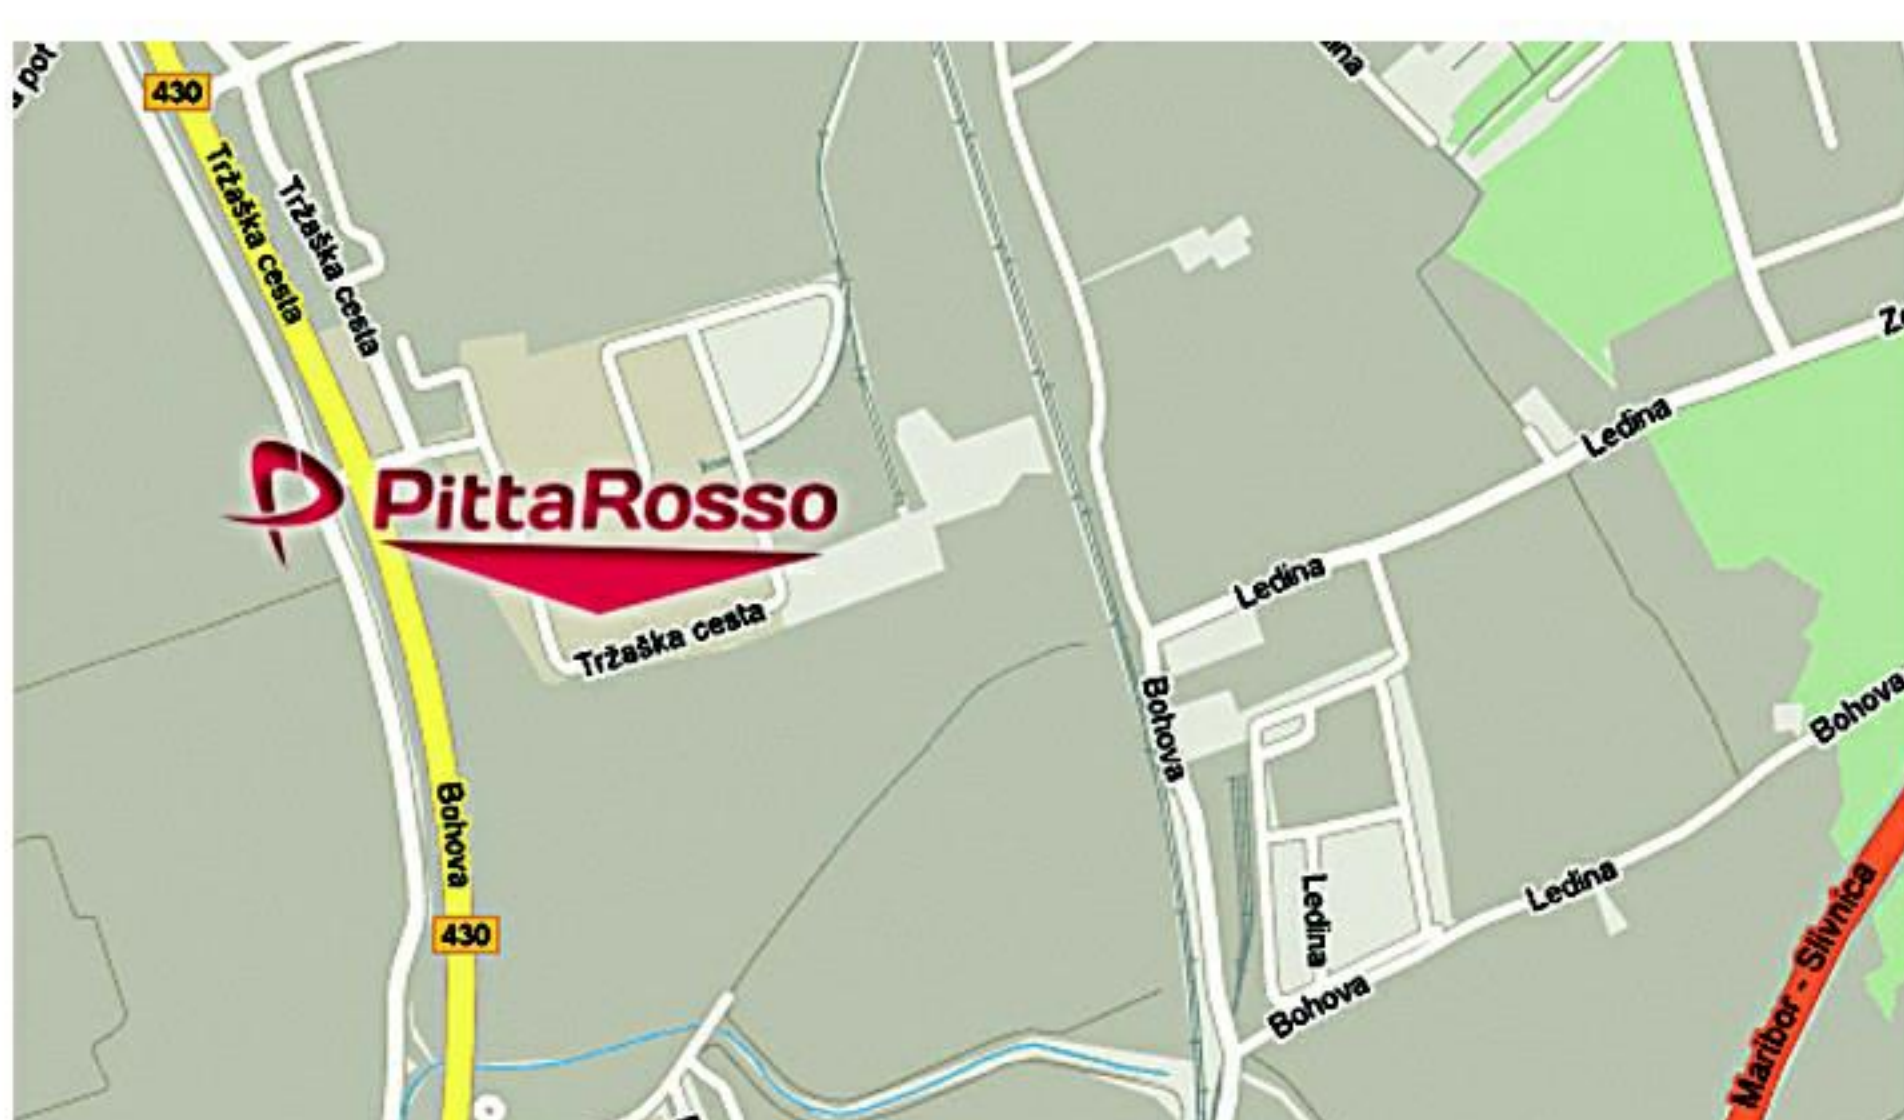 pot
430
Tržaška cesta
Tržaška cesta
PittaRosso
Tržaška cesta
Ledina
Ledina
Bohova
Bohova
Bohova
430
Ledina
Ledina
Bohova
Maribor - Slivnica